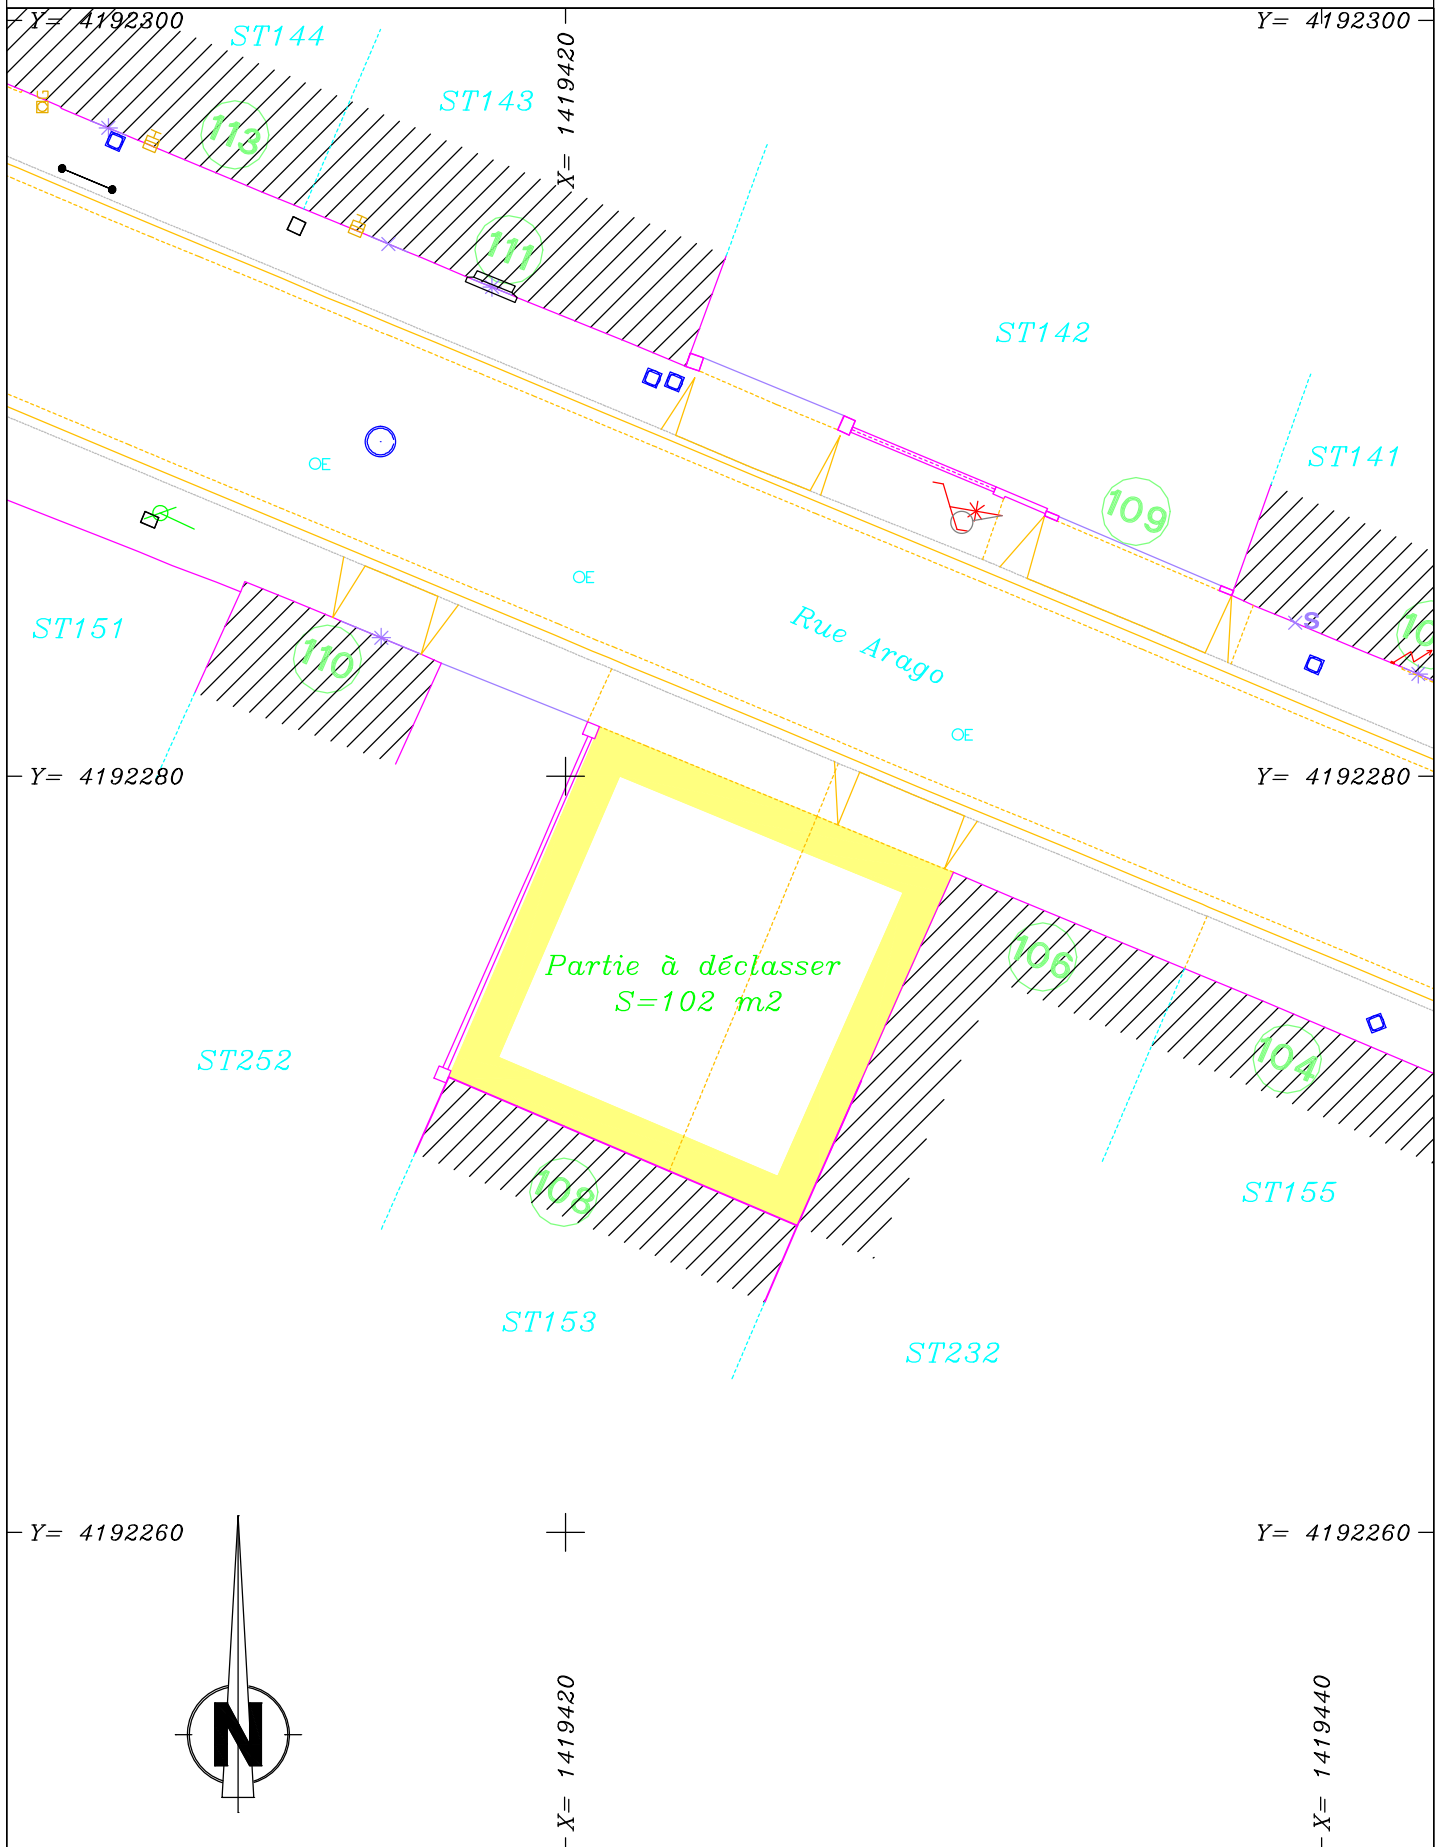 Y= 4192300
Y= 4192300
ST144
X= 1419420
ST143
113
111
ST142
ST141
109
OE
OE
S
ST151
110
Rue Arago
OE
Y= 4192280
Y= 4192280
106
Partie à déclasser
S=102 m2
ST252
104
108
ST155
ST153
ST232
Y= 4192260
Y= 4192260
N
X= 1419420
X= 1419440